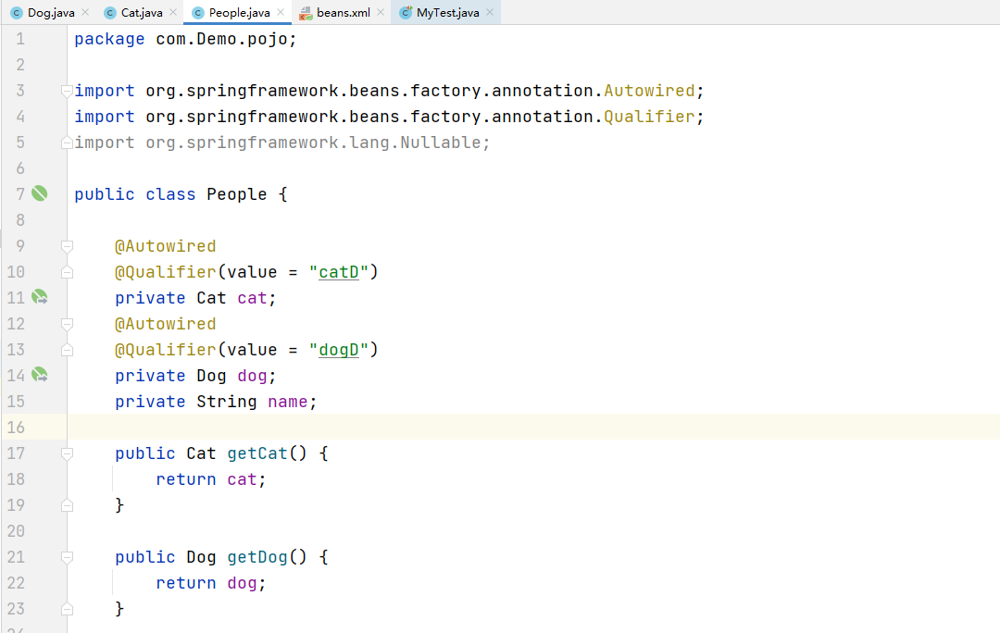 Dog.java Cat.java People.java beans.xml MyTest.java
1 package com.Demo.pojo;
2
3 import org.springframework.beans.factory.annotation.Autowired;
4 import org.springframework.beans.factory.annotation.Qualifier;
5 import org.springframework.lang.Nullable;
6
7 public class People {
8
9 @Autowired
10 @Qualifier(value = "catD")
11 private Cat cat;
12 @Autowired
13 @Qualifier(value = "dogD")
14 private Dog dog;
15 private String name;
16
17 public Cat getCat() {
18 return cat;
19 }
20
21 public Dog getDog() {
22 return dog;
23 }